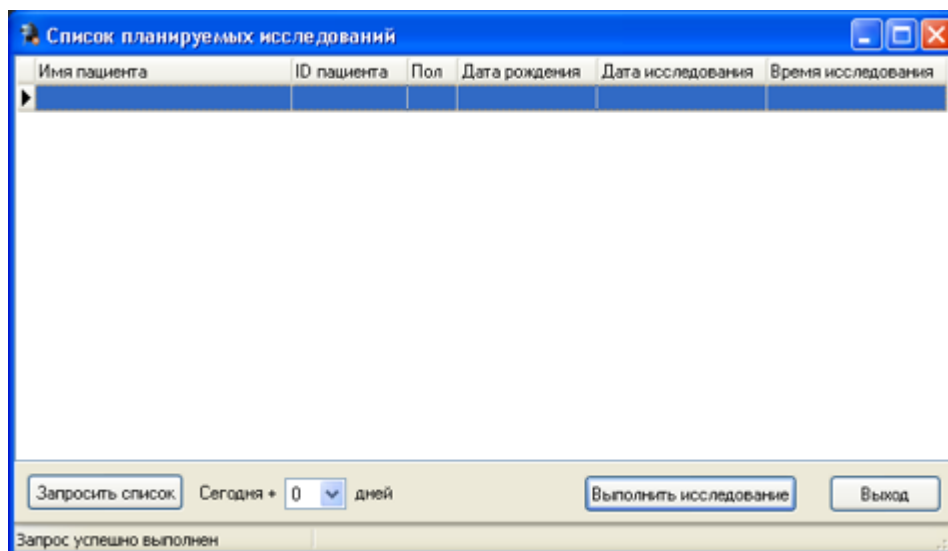 Список планируемых исследований
Имя пациента ID пациента Пол Дата рождения Дата исследования Время исследования
Запросить список Сегодня + 0 дней Выполнить исследование Выход
Запрос успешно выполнен